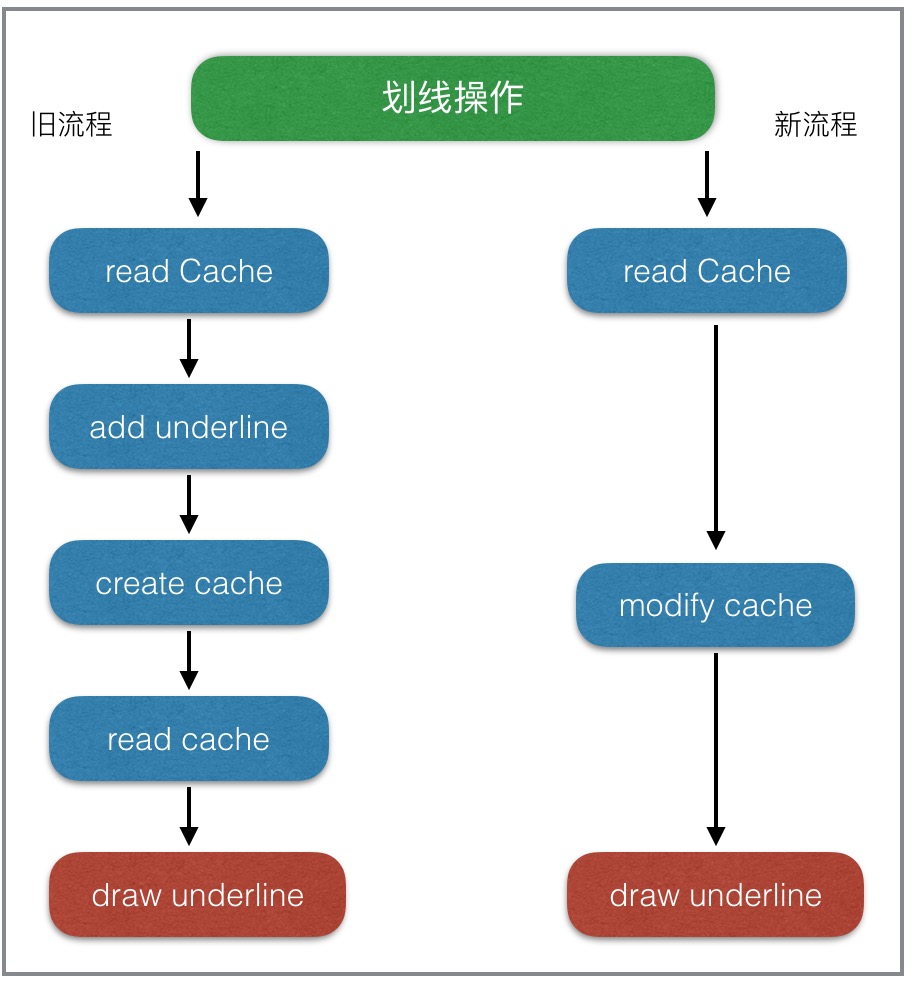 划线操作
旧流程
新流程
read Cache
add underline
create cache
read cache
draw underline
read Cache
modify cache
draw underline